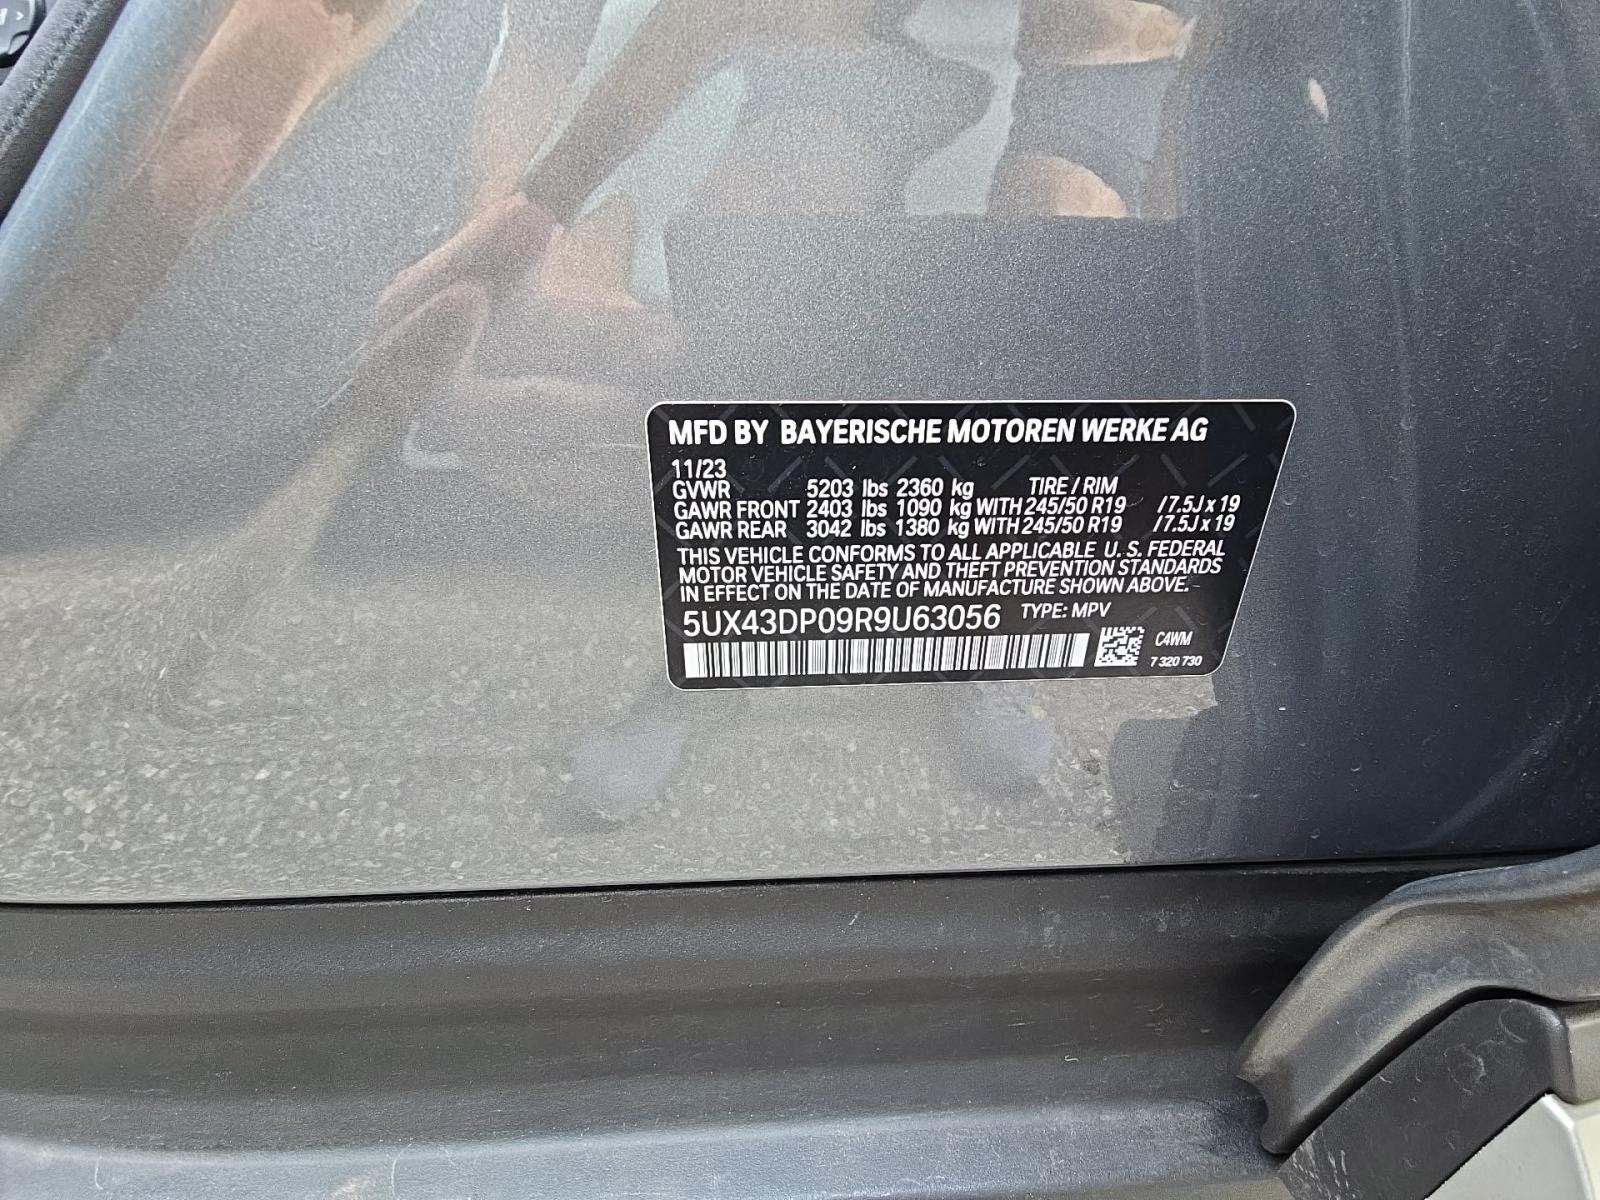 MFD BY BAYERISCHE MOTOREN WERKE AG
11/23
GVWR 5203 lbs 2360 kg TIRE / RIM
GAWR FRONT 2403 lbs 1090 kg WITH 245/50 R19 / 7.5J x 19
GAWR REAR 3042 lbs 1380 kg WITH 245/50 R19 / 7.5J x 19
THIS VEHICLE CONFORMS TO ALL APPLICABLE U. S. FEDERAL
MOTOR VEHICLE SAFETY AND THEFT PREVENTION STANDARDS
IN EFFECT ON THE DATE OF MANUFACTURE SHOWN ABOVE.
5UX43DP09R9U63056 TYPE: MPV
C4WM
7 320 730